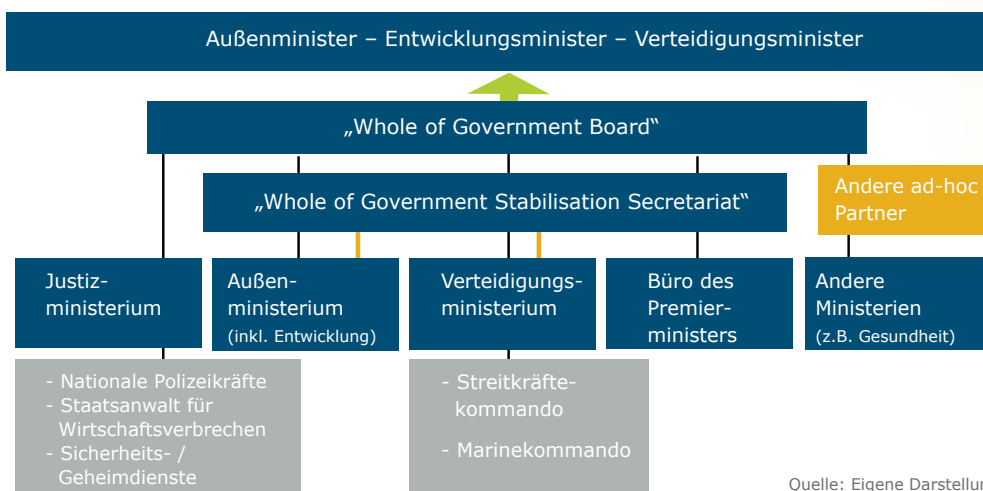 Außenminister – Entwicklungsminister – Verteidigungsminister
„Whole of Government Board“
„Whole of Government Stabilisation Secretariat“
Andere ad-hoc
Partner
Justiz-
ministerium
Außen-
ministerium
(inkl. Entwicklung)
Verteidigungs-
ministerium
Büro des
Premier-
ministers
Andere
Ministerien
(z.B. Gesundheit)
- Nationale Polizeikräfte
- Staatsanwalt für
Wirtschaftsverbrechen
- Sicherheits- /
Geheimdienste
- Streitkräfte-
kommando
- Marinekommando
Quelle: Eigene Darstellun